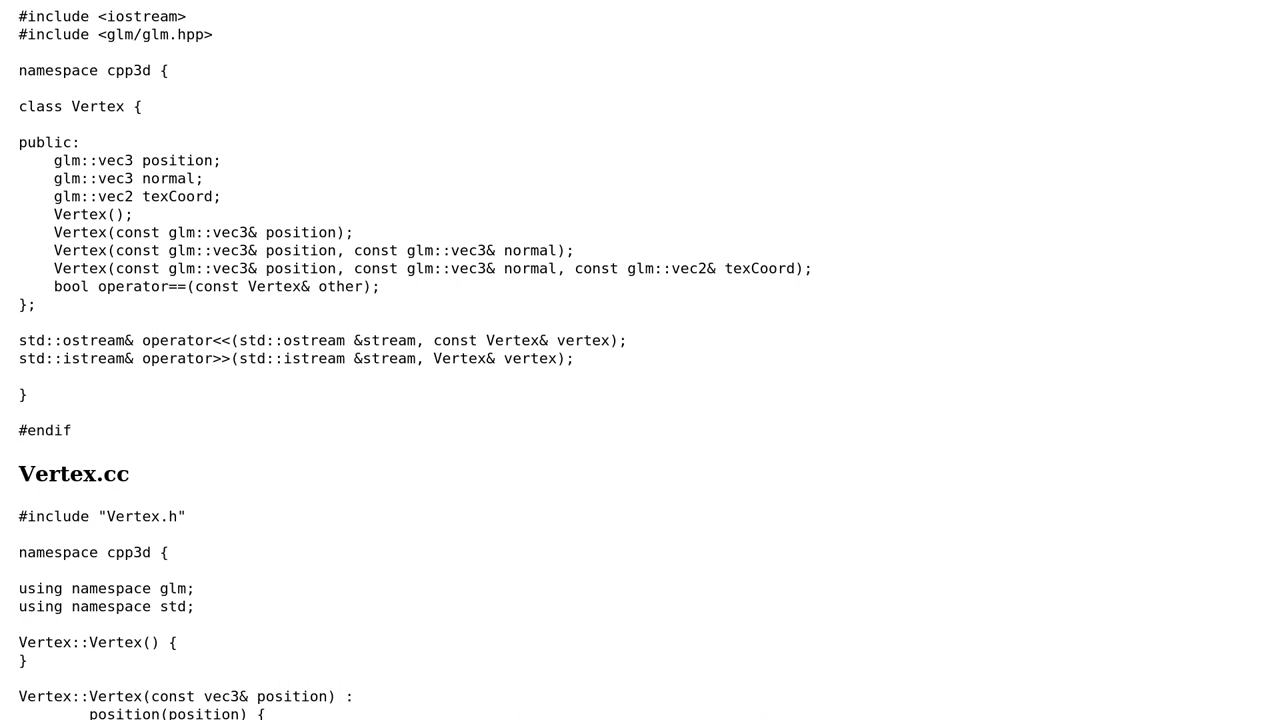 #include <iostream>
#include <glm/glm.hpp>
namespace cpp3d {
class Vertex {
public:
glm::vec3 position;
glm::vec3 normal;
glm::vec2 texCoord;
Vertex();
Vertex(const glm::vec3& position);
Vertex(const glm::vec3& position, const glm::vec3& normal);
Vertex(const glm::vec3& position, const glm::vec3& normal, const glm::vec2& texCoord);
bool operator==(const Vertex& other);
};
std::ostream& operator<<(std::ostream &stream, const Vertex& vertex);
std::istream& operator>>(std::istream &stream, Vertex& vertex);
}
#endif
Vertex.cc
#include "Vertex.h"
namespace cpp3d {
using namespace glm;
using namespace std;
Vertex::Vertex() {
}
Vertex::Vertex(const vec3& position) :
position(position) {